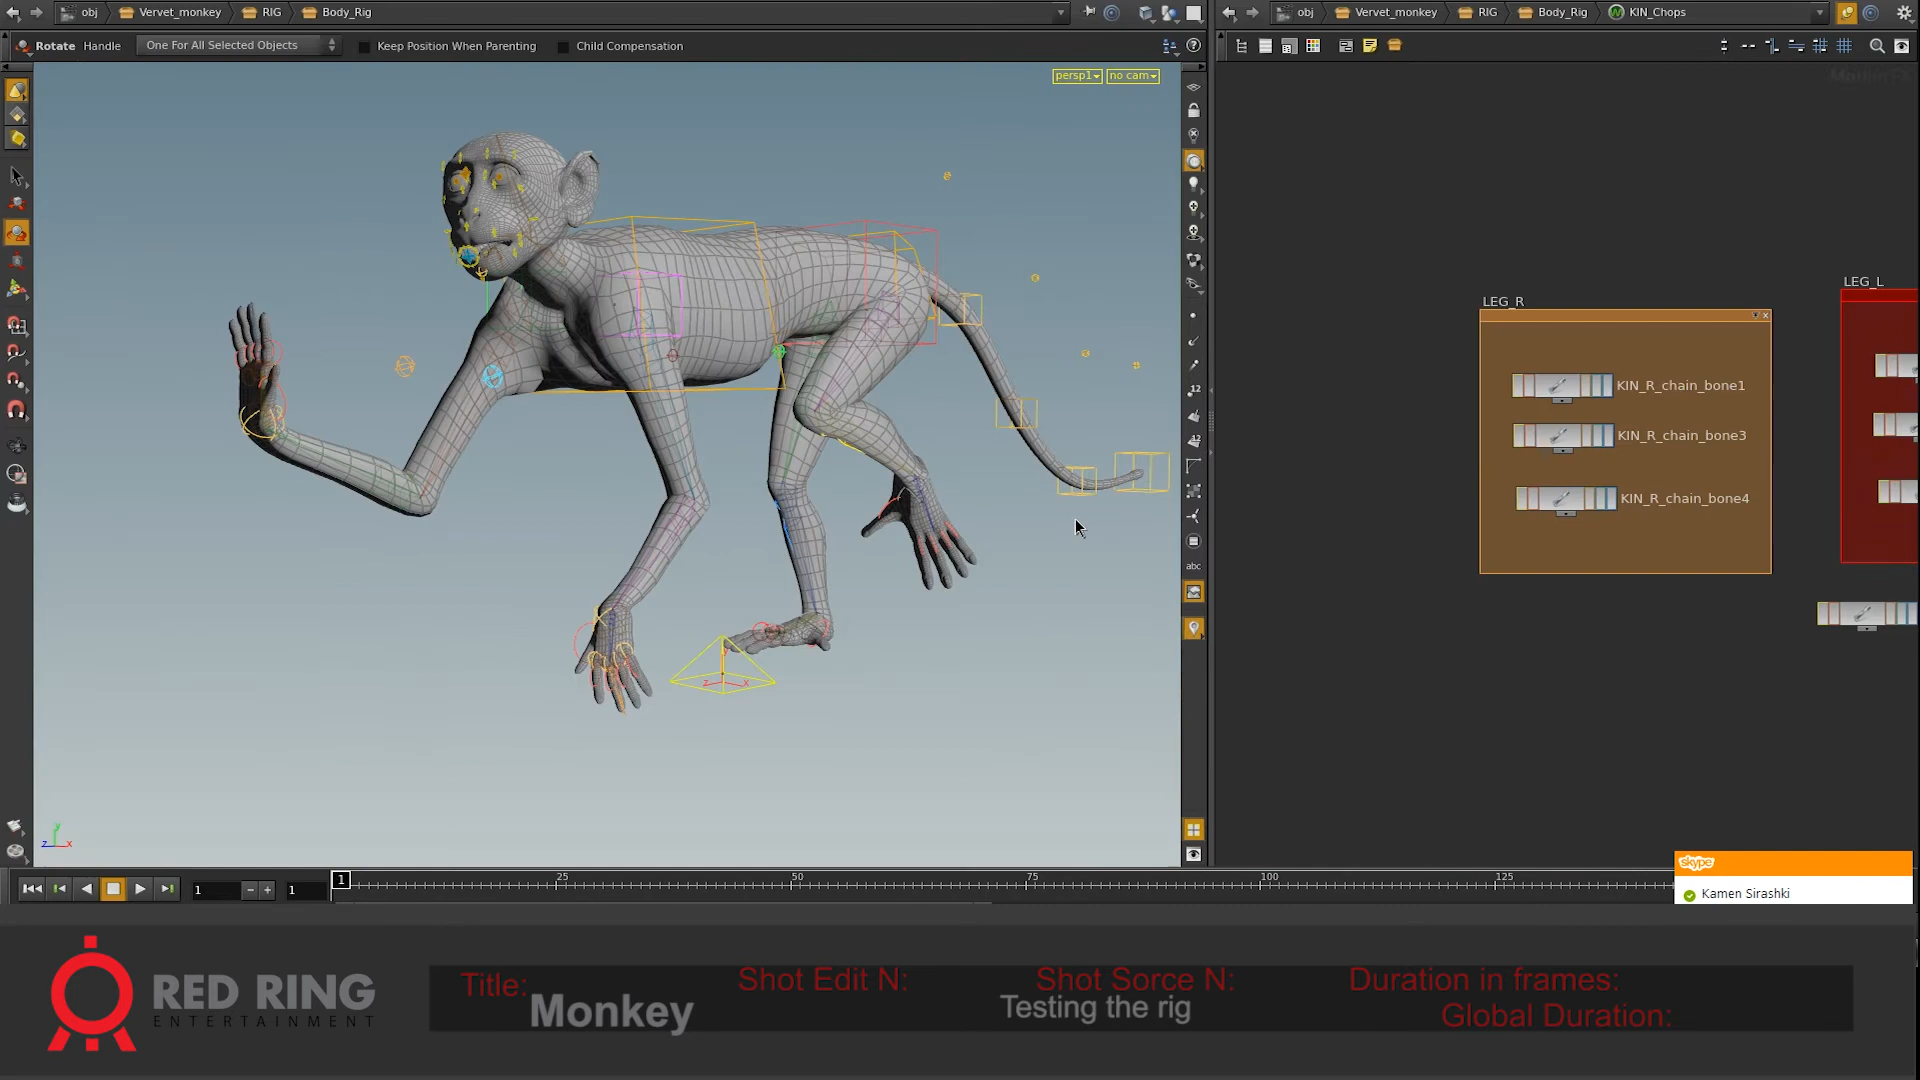 obj Vervet_monkey RIG Body_Rig
obj Vervet_monkey RIG Body_Rig KIN_Chops
Rotate Handle One For All Selected Objects Keep Position When Parenting Child Compensation
persp1 no cam
12
12
abc
LEG_R
LEG_L
KIN_R_chain_bone1
KIN_R_chain_bone3
KIN_R_chain_bone4
z x
y
z x
1 - + 1
1 25 50 75 100 125
skype
Kamen Sirashki
RED RING
ENTERTAINMENT
Title:
Monkey
Shot Edit N:
Shot Sorce N:
Testing the rig
Duration in frames:
Global Duration: